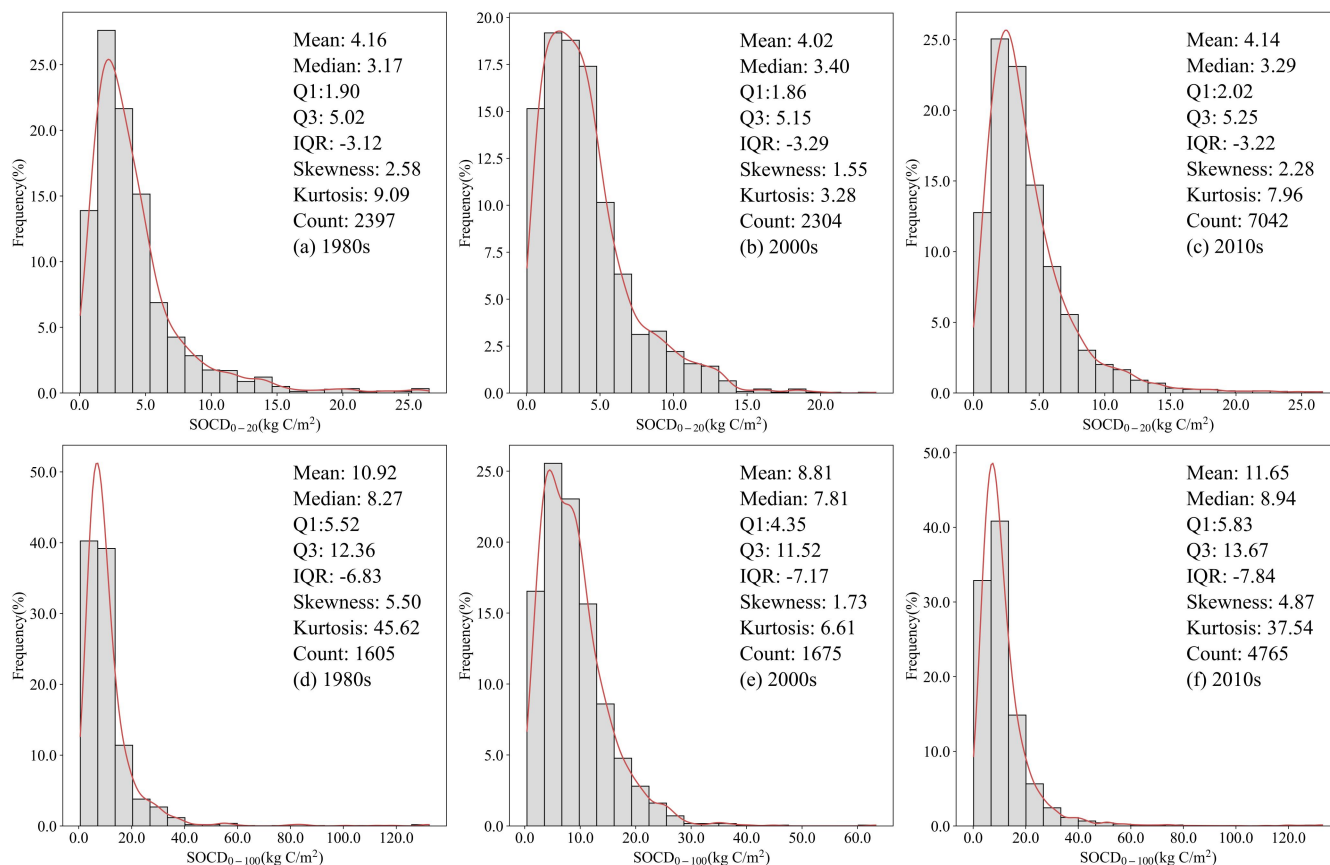 Frequency(%)
25.0
20.0
15.0
10.0
5.0
0.0
0.0 5.0 10.0 15.0 20.0 25.0
SOCD0−20(kg C/m²)
Mean: 4.16
Median: 3.17
Q1:1.90
Q3: 5.02
IQR: -3.12
Skewness: 2.58
Kurtosis: 9.09
Count: 2397
(a) 1980s
Frequency(%)
20.0
17.5
15.0
12.5
10.0
7.5
5.0
2.5
0.0
0.0 5.0 10.0 15.0 20.0
SOCD0−20(kg C/m²)
Mean: 4.02
Median: 3.40
Q1:1.86
Q3: 5.15
IQR: -3.29
Skewness: 1.55
Kurtosis: 3.28
Count: 2304
(b) 2000s
Frequency(%)
25.0
20.0
15.0
10.0
5.0
0.0
0.0 5.0 10.0 15.0 20.0 25.0
SOCD0−20(kg C/m²)
Mean: 4.14
Median: 3.29
Q1:2.02
Q3: 5.25
IQR: -3.22
Skewness: 2.28
Kurtosis: 7.96
Count: 7042
(c) 2010s
Frequency(%)
50.0
40.0
30.0
20.0
10.0
0.0
0.0 20.0 40.0 60.0 80.0 100.0 120.0
SOCD0−100(kg C/m²)
Mean: 10.92
Median: 8.27
Q1:5.52
Q3: 12.36
IQR: -6.83
Skewness: 5.50
Kurtosis: 45.62
Count: 1605
(d) 1980s
Frequency(%)
25.0
20.0
15.0
10.0
5.0
0.0
0.0 10.0 20.0 30.0 40.0 50.0 60.0
SOCD0−100(kg C/m²)
Mean: 8.81
Median: 7.81
Q1:4.35
Q3: 11.52
IQR: -7.17
Skewness: 1.73
Kurtosis: 6.61
Count: 1675
(e) 2000s
Frequency(%)
50.0
40.0
30.0
20.0
10.0
0.0
0.0 20.0 40.0 60.0 80.0 100.0 120.0
SOCD0−100(kg C/m²)
Mean: 11.65
Median: 8.94
Q1:5.83
Q3: 13.67
IQR: -7.84
Skewness: 4.87
Kurtosis: 37.54
Count: 4765
(f) 2010s